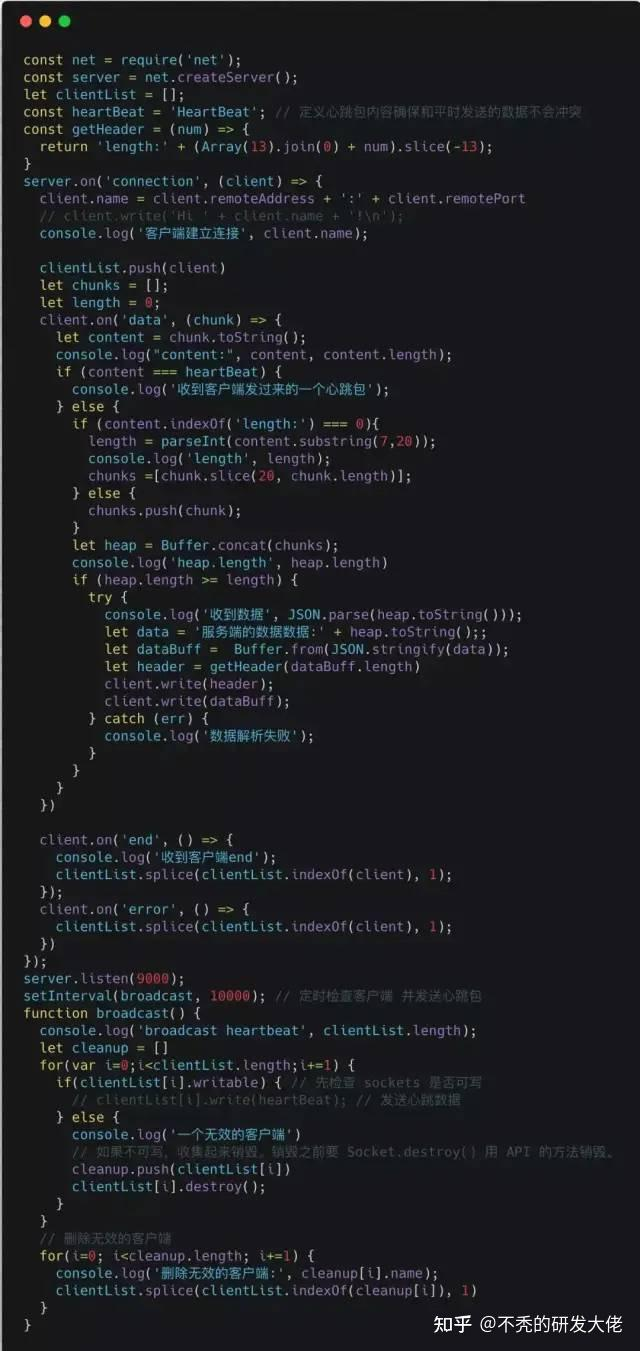 const net = require('net');
const server = net.createServer();
let clientList = [];
const heartBeat = 'HeartBeat'; // 定义心跳包内容确保和平时发送的数据不会冲突
const getHeader = (num) => {
  return 'length:' + (Array(13).join(0) + num).slice(-13);
}
server.on('connection', (client) => {
  client.name = client.remoteAddress + ':' + client.remotePort
  // client.write('Hi ' + client.name + '!\n');
  console.log('客户端建立连接', client.name);

  clientList.push(client)
  let chunks = [];
  let length = 0;
  client.on('data', (chunk) => {
    let content = chunk.toString();
    console.log("content:", content, content.length);
    if (content === heartBeat) {
      console.log('收到客户端发过来的一个心跳包');
    } else {
      if (content.indexOf('length:') === 0){
        length = parseInt(content.substring(7,20));
        console.log('length', length);
        chunks =[chunk.slice(20, chunk.length)];
      } else {
        chunks.push(chunk);
      }
      let heap = Buffer.concat(chunks);
      console.log('heap.length', heap.length)
      if (heap.length >= length) {
        try {
          console.log('收到数据', JSON.parse(heap.toString()));
          let data = '服务端的数据数据:' + heap.toString();;
          let dataBuff =  Buffer.from(JSON.stringify(data));
          let header = getHeader(dataBuff.length)
          client.write(header);
          client.write(dataBuff);
        } catch (err) {
          console.log('数据解析失败');
        }
      }
    }
  })

  client.on('end', () => {
    console.log('收到客户端end');
    clientList.splice(clientList.indexOf(client), 1);
  });
  client.on('error', () => {
    clientList.splice(clientList.indexOf(client), 1);
  })
});
server.listen(9000);
setInterval(broadcast, 10000); // 定时检查客户端 并发送心跳包
function broadcast() {
  console.log('broadcast heartbeat', clientList.length);
  let cleanup = []
  for(var i=0;i<clientList.length;i+=1) {
    if(clientList[i].writable) { // 先检查 sockets 是否可写
      // clientList[i].write(heartBeat); // 发送心跳数据
    } else {
      console.log('一个无效的客户端')
      // 如果不可写，收集起来销毁。销毁之前要 Socket.destroy() 用 API 的方法销毁。
      cleanup.push(clientList[i])
      clientList[i].destroy();
    }
  }
  // 删除无效的客户端
  for(i=0; i<cleanup.length; i+=1) {
    console.log('删除无效的客户端:', cleanup[i].name);
    clientList.splice(clientList.indexOf(cleanup[i]), 1)
  }
}
知乎 @不秃的研发大佬